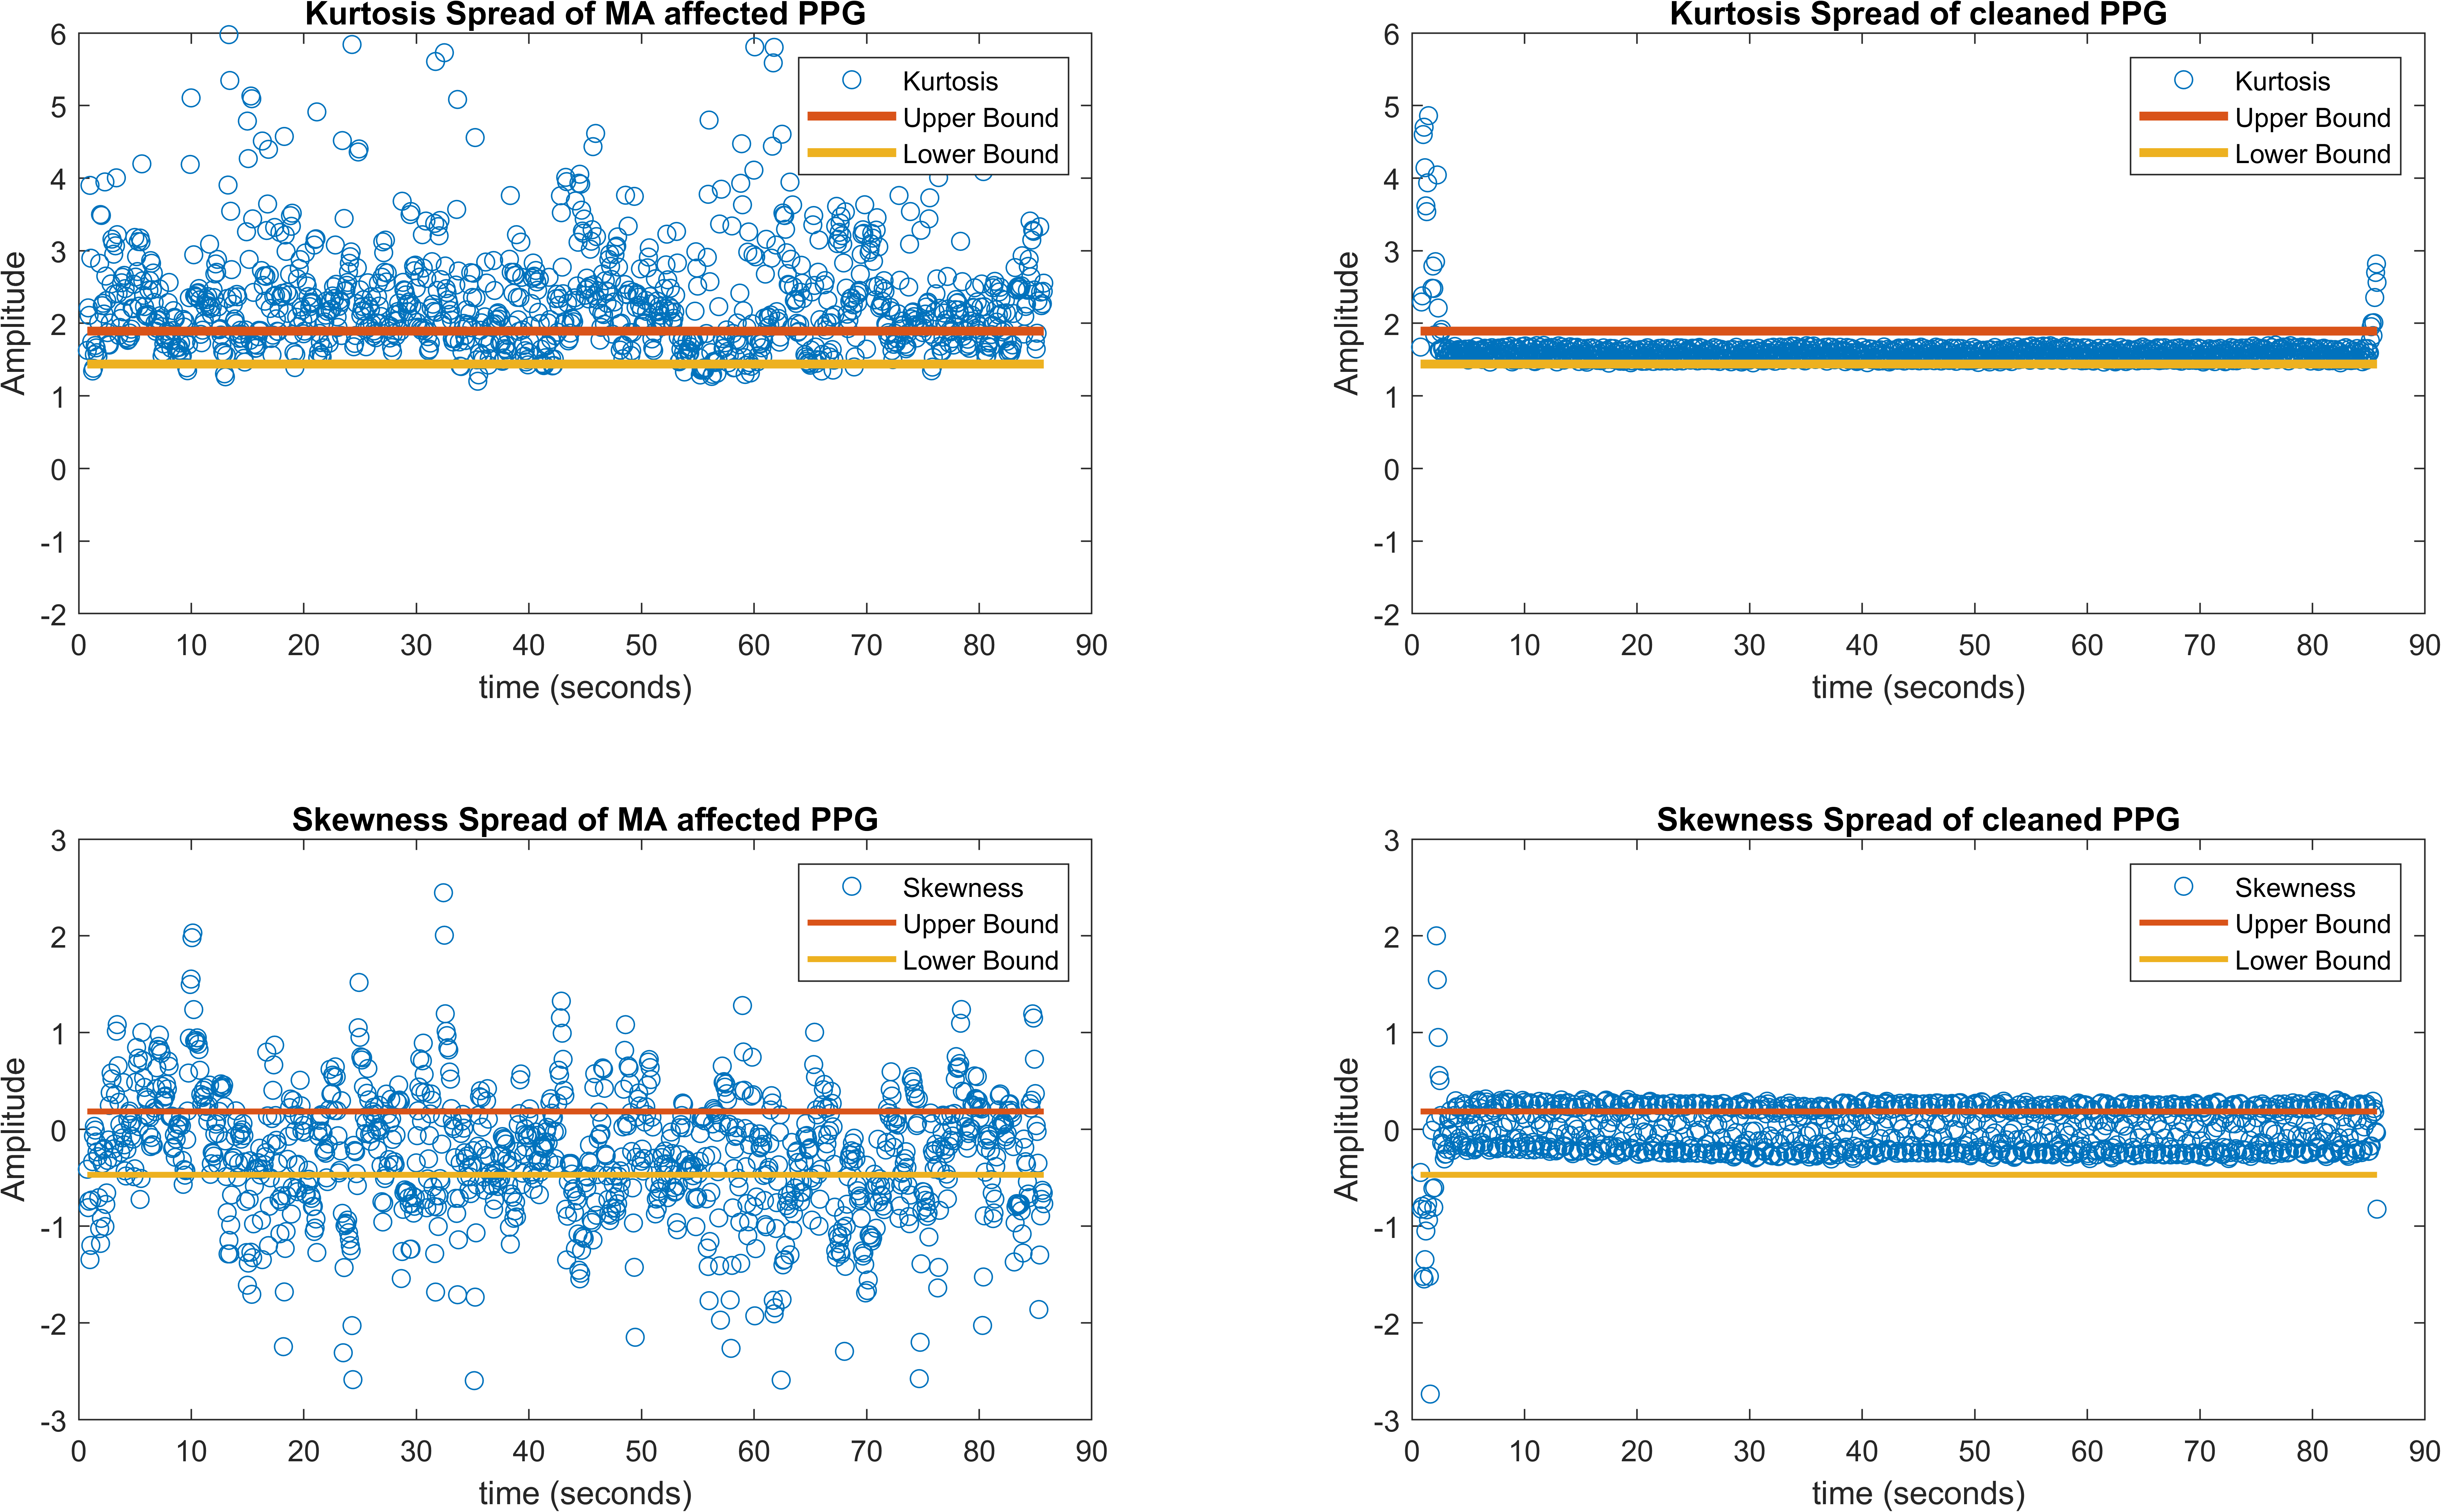 Kurtosis Spread of MA affected PPG
6
5
4
3
2
1
0
-1
-2
Amplitude
Kurtosis
Upper Bound
Lower Bound
0 10 20 30 40 50 60 70 80 90
time (seconds)
Kurtosis Spread of cleaned PPG
6
5
4
3
2
1
0
-1
-2
Amplitude
Kurtosis
Upper Bound
Lower Bound
0 10 20 30 40 50 60 70 80 90
time (seconds)
Skewness Spread of MA affected PPG
3
2
1
0
-1
-2
-3
Amplitude
Skewness
Upper Bound
Lower Bound
0 10 20 30 40 50 60 70 80 90
time (seconds)
Skewness Spread of cleaned PPG
3
2
1
0
-1
-2
-3
Amplitude
Skewness
Upper Bound
Lower Bound
0 10 20 30 40 50 60 70 80 90
time (seconds)